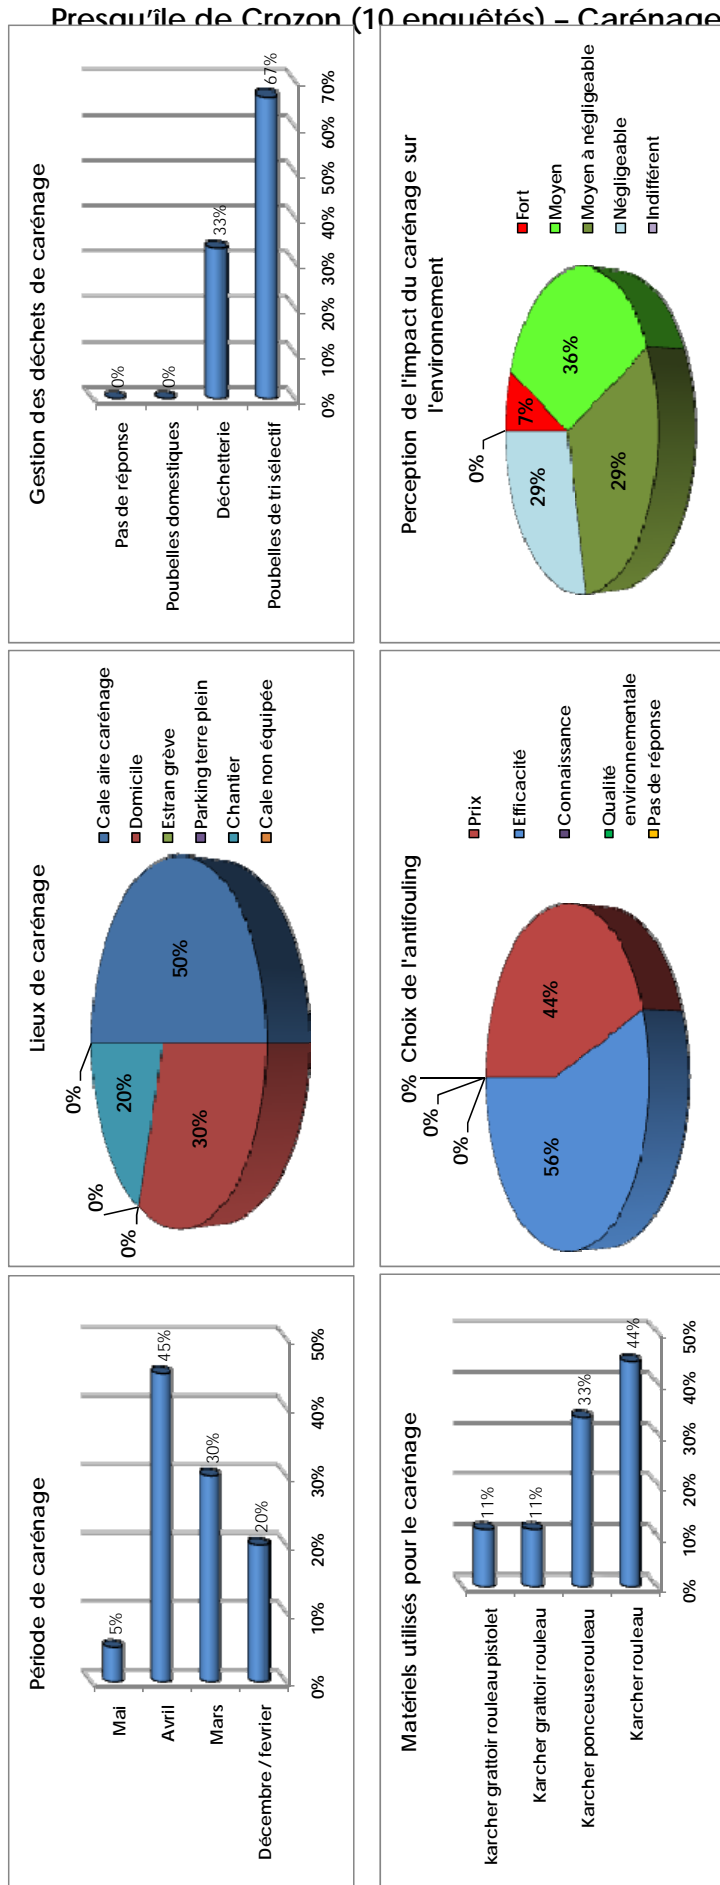 Presqu'île de Crozon (10 enquêtés) – Carénage
Période de carénage
Mai
Avril
Mars
Décembre / fevrier
5%
45%
30%
20%
0%
10%
20%
30%
40%
50%
Lieux de carénage
0%
20%
0%
0%
30%
50%
Cale aire carénage
Domicile
Estran grève
Parking terre plein
Chantier
Cale non équipée
Gestion des déchets de carénage
Pas de réponse
Poubelles domestiques
Déchetterie
Poubelles de tri sélectif
0%
0%
33%
67%
0%
10%
20%
30%
40%
50%
60%
70%
Matériels utilisés pour le carénage
karcher grattoir rouleau pistolet
Karcher grattoir rouleau
Karcher ponceuse rouleau
Karcher rouleau
11%
11%
33%
44%
0%
10%
20%
30%
40%
50%
Choix de l'antifouling
0%
0%
0%
56%
44%
Prix
Efficacité
Connaissance
Qualité
environnementale
Pas de réponse
Perception de l'impact du carénage sur
l'environnement
0%
7%
29%
36%
29%
Fort
Moyen
Moyen à négligeable
Négligeable
Indifférent